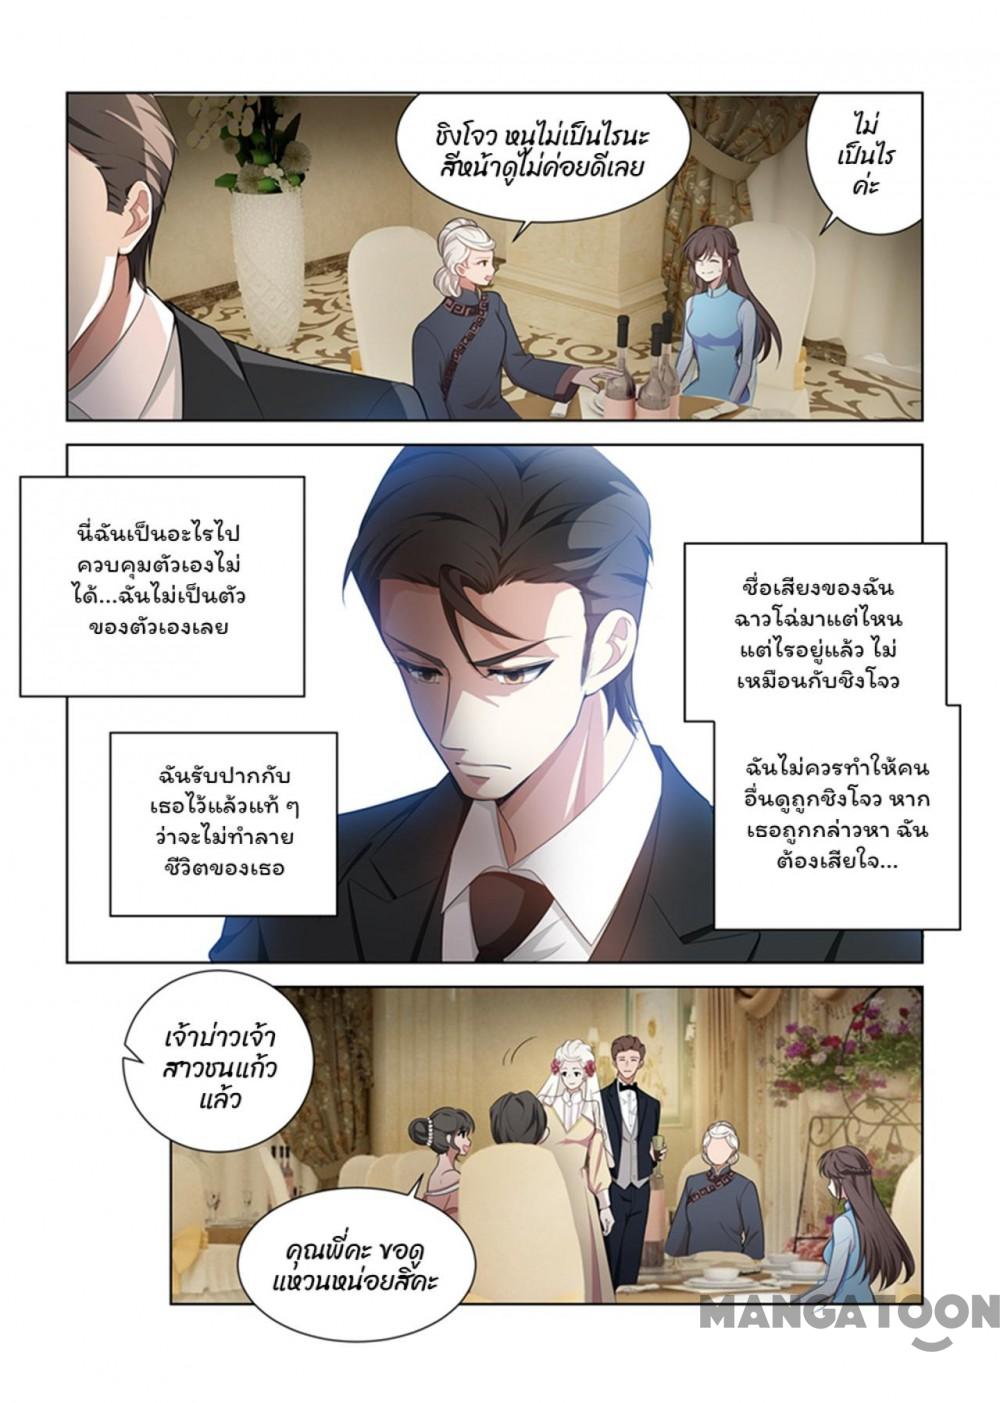 ชิงโจว หนูไม่เป็นไรนะ
สีหน้าดูไม่ค่อยดีเลย
ไม่
เป็นไร
ค่ะ
นี่ฉันเป็นอะไรไป
ควบคุมตัวเองไม่
ได้...ฉันไม่เป็นตัว
ของตัวเองเลย
ชื่อเสียงของฉัน
ฉาวโฉ่มาแต่ไหน
แต่ไรอยู่แล้ว ไม่
เหมือนกับชิงโจว
ฉันรับปากกับ
เธอไว้แล้วแท้ ๆ
ว่าจะไม่ทำลาย
ชีวิตของเธอ
ฉันไม่ควรทำให้คน
อื่นดูถูกชิงโจว หาก
เธอถูกกล่าวหา ฉัน
ต้องเสียใจ...
เจ้าบ่าวเจ้า
สาวชนแก้ว
แล้ว
คุณพี่คะ ขอดู
แหวนหน่อยสิคะ
MANGATOON